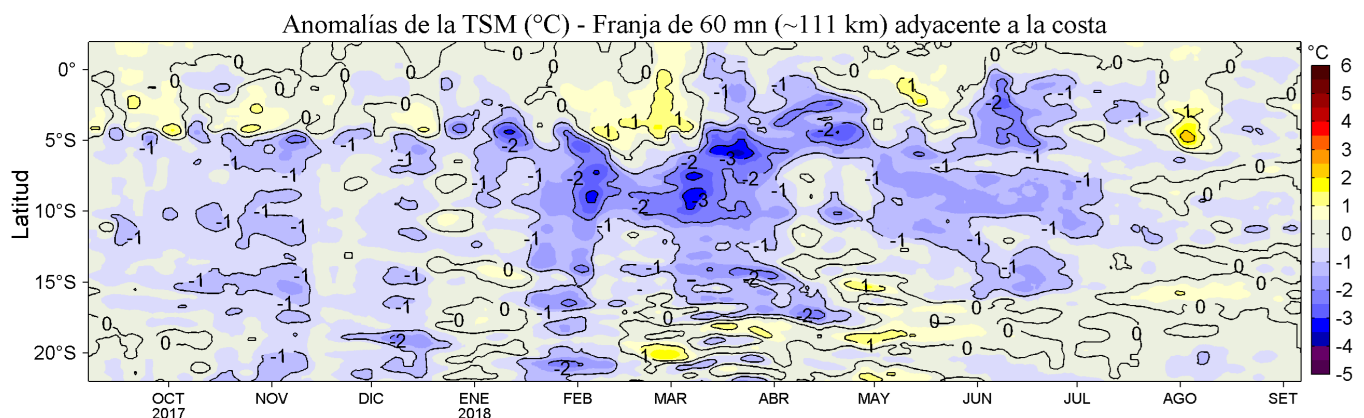 Anomalías de la TSM (°C) - Franja de 60 mn (~111 km) adyacente a la costa
°C
Latitud
0°
5°S
10°S
15°S
20°S
6
5
4
3
2
1
0
-1
-2
-3
-4
-5
OCT NOV DIC ENE FEB MAR ABR MAY JUN JUL AGO SET
2017 2018